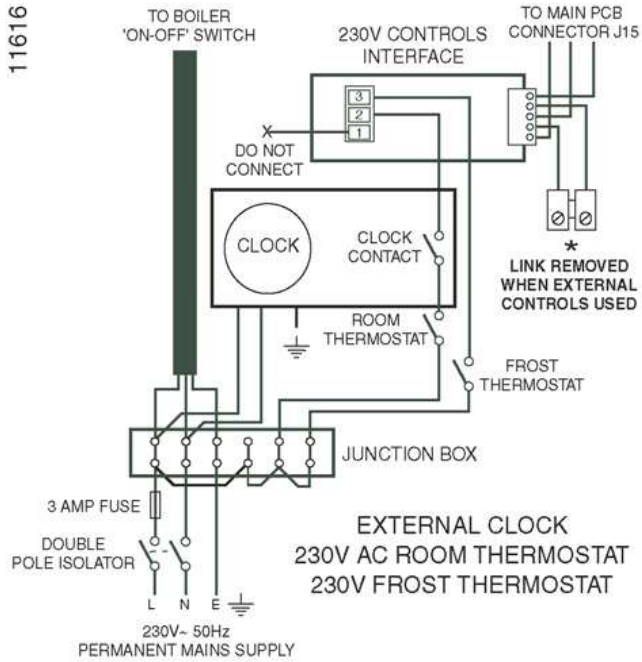 11616
TO BOILER
'ON-OFF' SWITCH
230V CONTROLS
INTERFACE
TO MAIN PCB
CONNECTOR J15
3
2
1
X
DO NOT
CONNECT
CLOCK
CLOCK
CONTACT
*
LINK REMOVED
WHEN EXTERNAL
CONTROLS USED
ROOM
THERMOSTAT
FROST
THERMOSTAT
JUNCTION BOX
3 AMP FUSE
DOUBLE
POLE ISOLATOR
L N E
230V~ 50Hz
PERMANENT MAINS SUPPLY
EXTERNAL CLOCK
230V AC ROOM THERMOSTAT
230V FROST THERMOSTAT